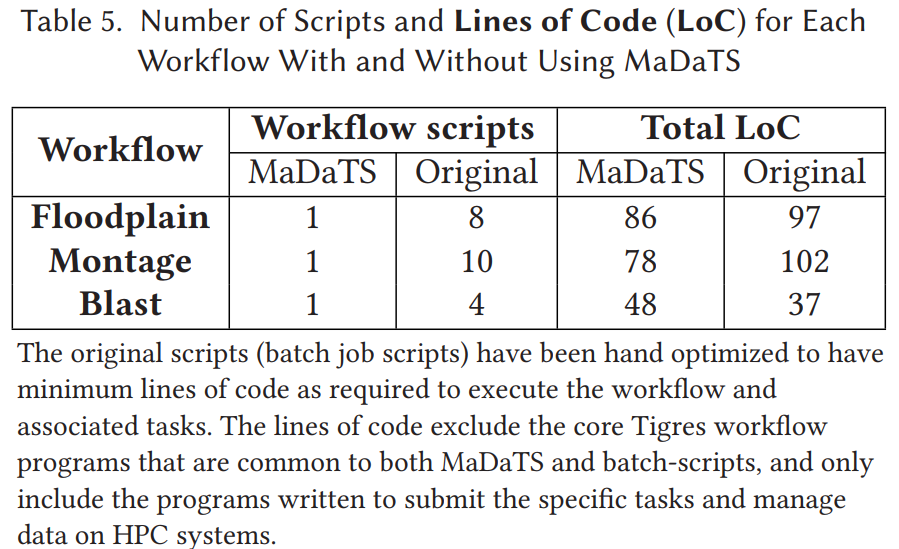 Table 5. Number of Scripts and Lines of Code (LoC) for Each
Workflow With and Without Using MaDaTS
Workflow Workflow scripts Total LoC
MaDaTS Original MaDaTS Original
Floodplain 1 8 86 97
Montage 1 10 78 102
Blast 1 4 48 37
The original scripts (batch job scripts) have been hand optimized to have
minimum lines of code as required to execute the workflow and
associated tasks. The lines of code exclude the core Tigres workflow
programs that are common to both MaDaTS and batch-scripts, and only
include the programs written to submit the specific tasks and manage
data on HPC systems.